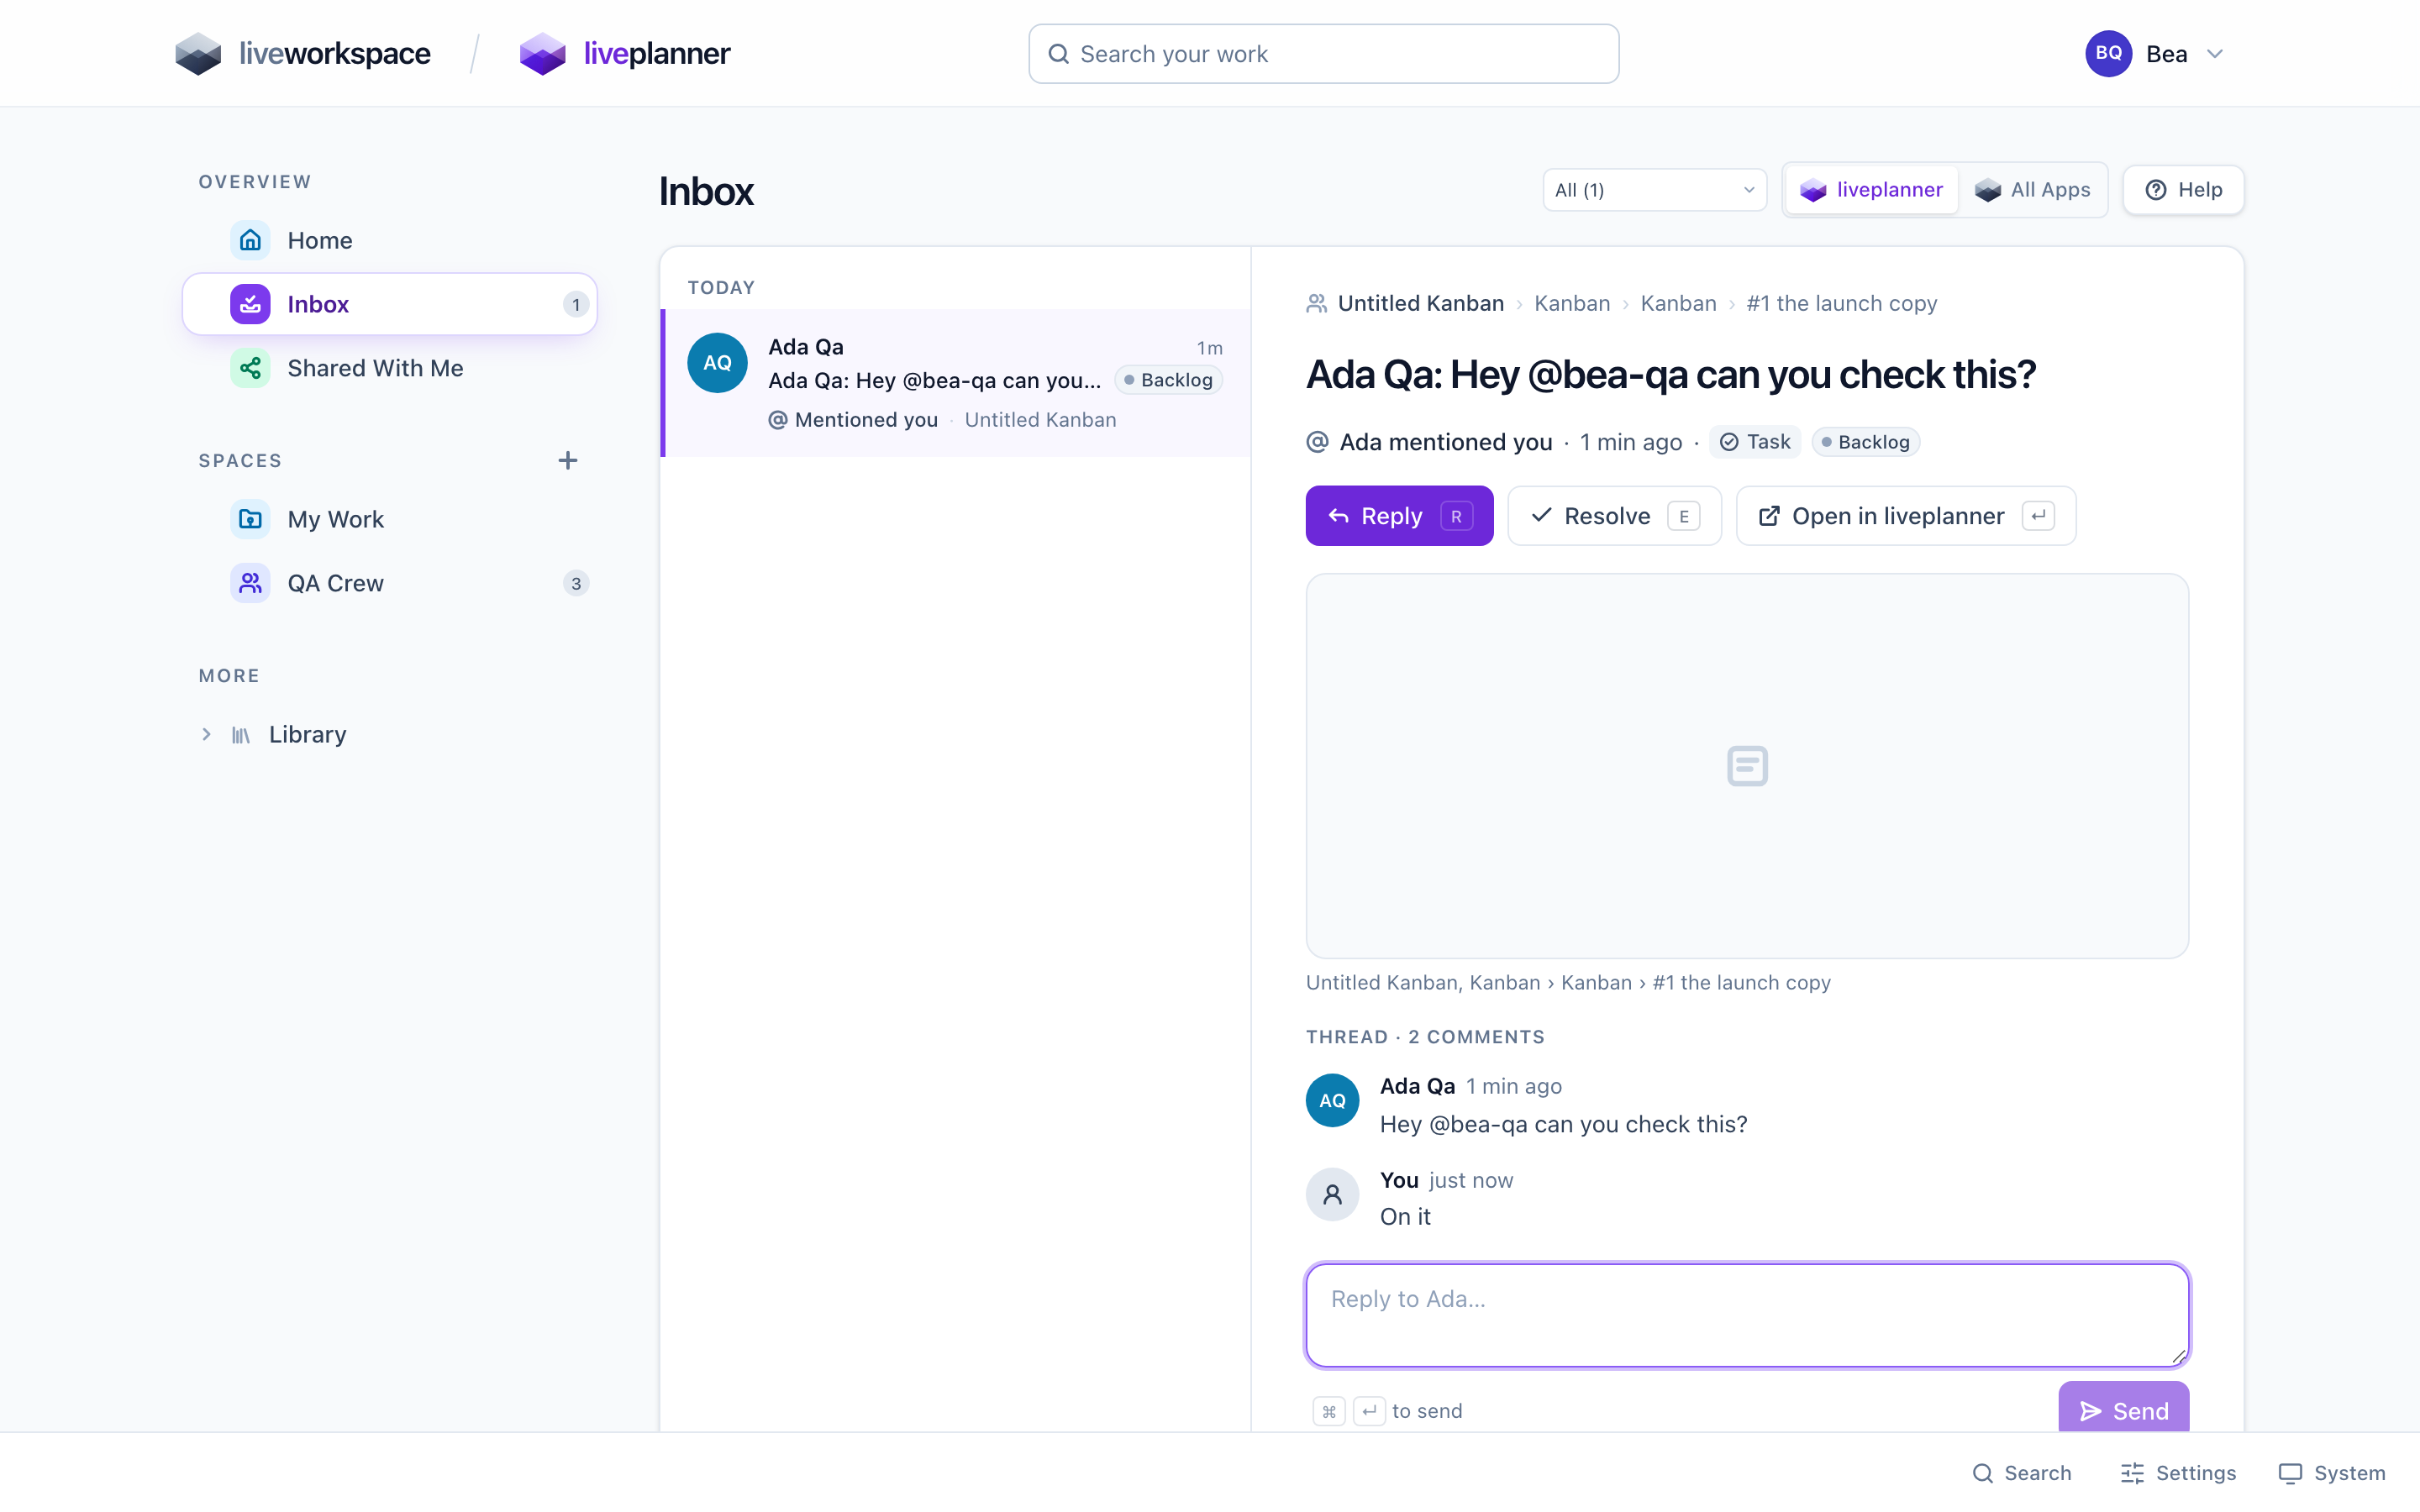 liveworkspace
liveplanner
Search your work
BQ Bea
OVERVIEW
Home
Inbox 1
Shared With Me
SPACES
My Work
QA Crew 3
MORE
Library
Inbox
All (1)
liveplanner
All Apps
Help
TODAY
AQ
Ada Qa 1m
Ada Qa: Hey @bea-qa can you... Backlog
@ Mentioned you · Untitled Kanban
Untitled Kanban › Kanban › Kanban › #1 the launch copy
Ada Qa: Hey @bea-qa can you check this?
@ Ada mentioned you · 1 min ago · Task Backlog
Reply R
Resolve E
Open in liveplanner ↵
Untitled Kanban, Kanban › Kanban › #1 the launch copy
THREAD · 2 COMMENTS
AQ
Ada Qa 1 min ago
Hey @bea-qa can you check this?
You just now
On it
Reply to Ada...
⌘ ↵ to send
Send
Search
Settings
System